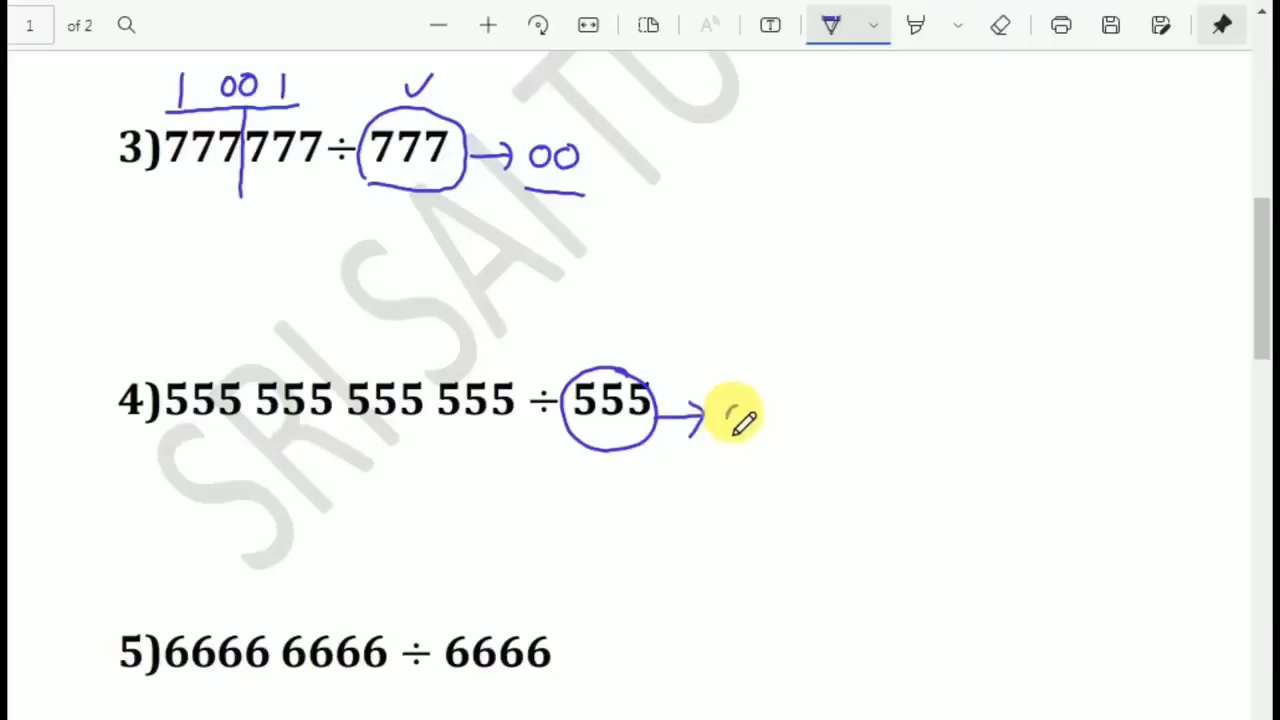 1 of 2
1 00 1 ✓
3)777777÷777 → 00
4)555 555 555 555 ÷ 555 →
5)6666 6666 ÷ 6666
SRI SATU